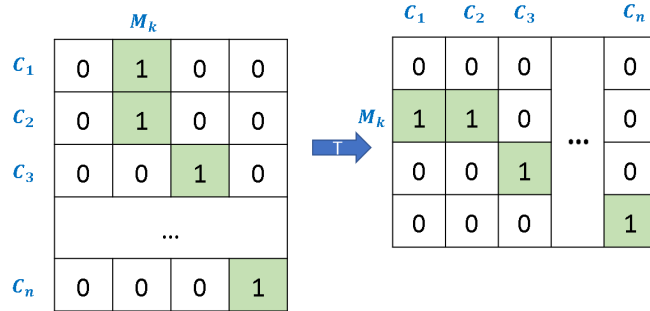 M_k
C_1 0 1 0 0
C_2 0 1 0 0
C_3 0 0 1 0
...
C_n 0 0 0 1
T
C_1 C_2 C_3 C_n
0 0 0 0
M_k 1 1 0 ... 0
0 0 1 0
0 0 0 1